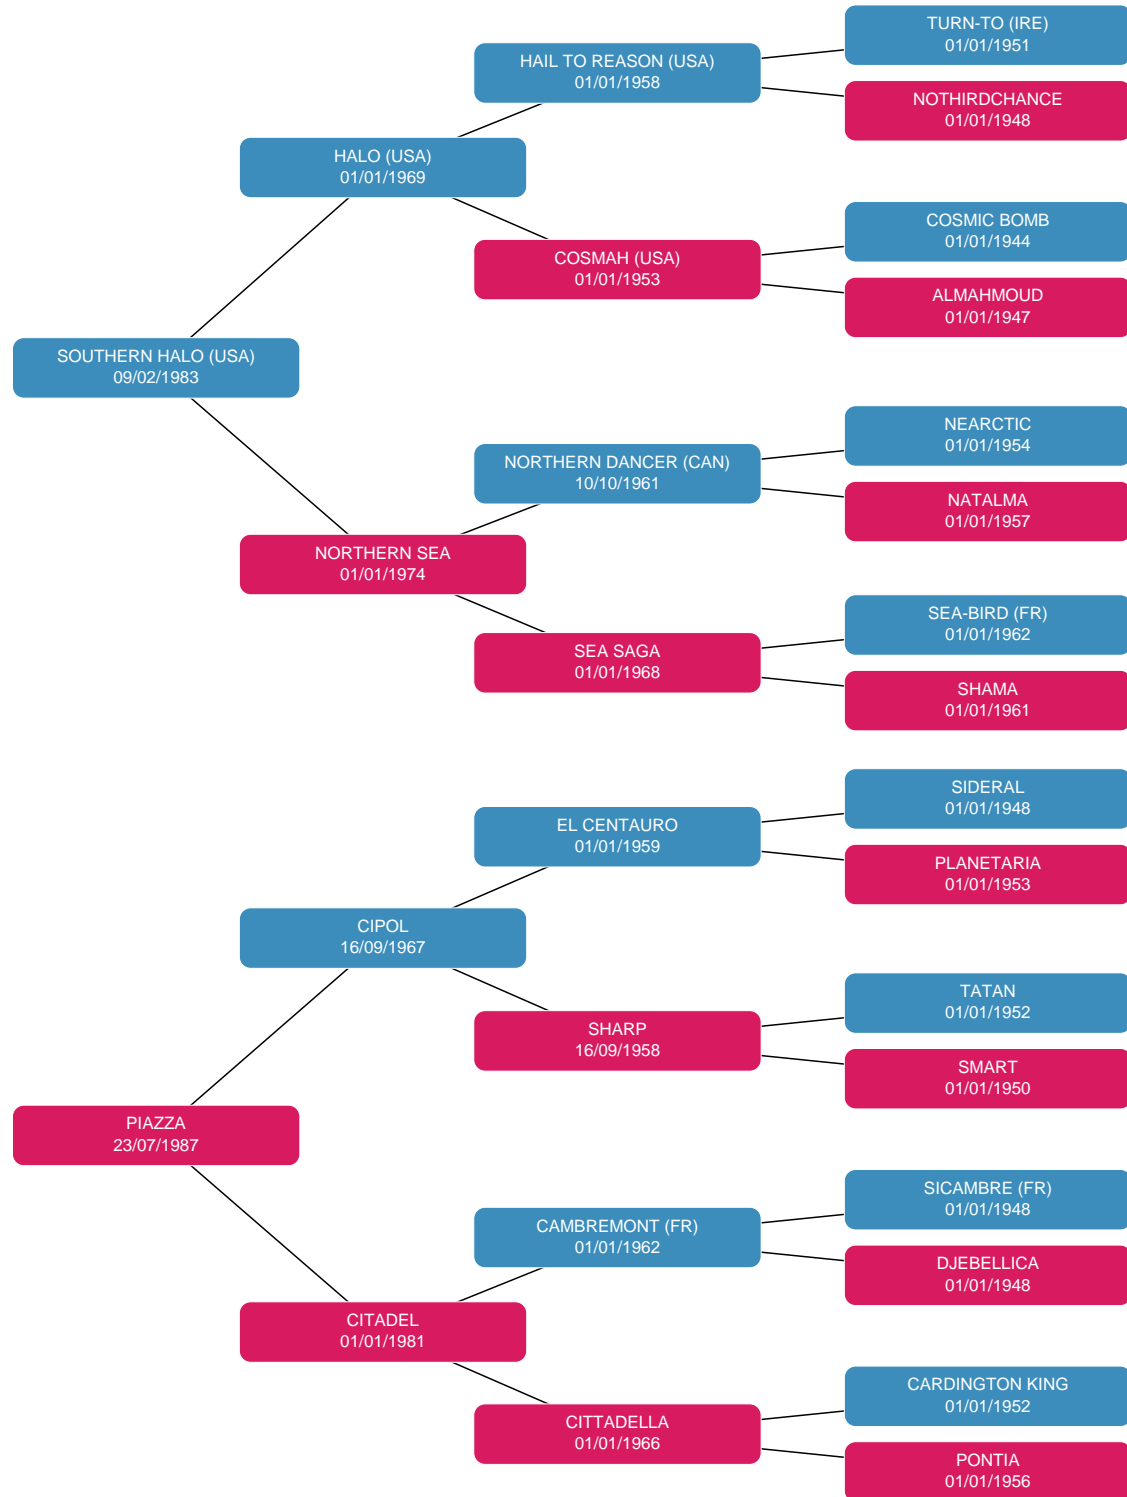 TURN-TO (IRE)
01/01/1951
HAIL TO REASON (USA)
01/01/1958
NOTHIRDCHANCE
01/01/1948
HALO (USA)
01/01/1969
COSMIC BOMB
01/01/1944
COSMAH (USA)
01/01/1953
ALMAHMOUD
01/01/1947
SOUTHERN HALO (USA)
09/02/1983
NEARCTIC
01/01/1954
NORTHERN DANCER (CAN)
10/10/1961
NATALMA
01/01/1957
NORTHERN SEA
01/01/1974
SEA-BIRD (FR)
01/01/1962
SEA SAGA
01/01/1968
SHAMA
01/01/1961
SIDERAL
01/01/1948
EL CENTAURO
01/01/1959
PLANETARIA
01/01/1953
CIPOL
16/09/1967
TATAN
01/01/1952
SHARP
16/09/1958
SMART
01/01/1950
PIAZZA
23/07/1987
SICAMBRE (FR)
01/01/1948
CAMBREMONT (FR)
01/01/1962
DJEBELLICA
01/01/1948
CITADEL
01/01/1981
CARDINGTON KING
01/01/1952
CITTADELLA
01/01/1966
PONTIA
01/01/1956